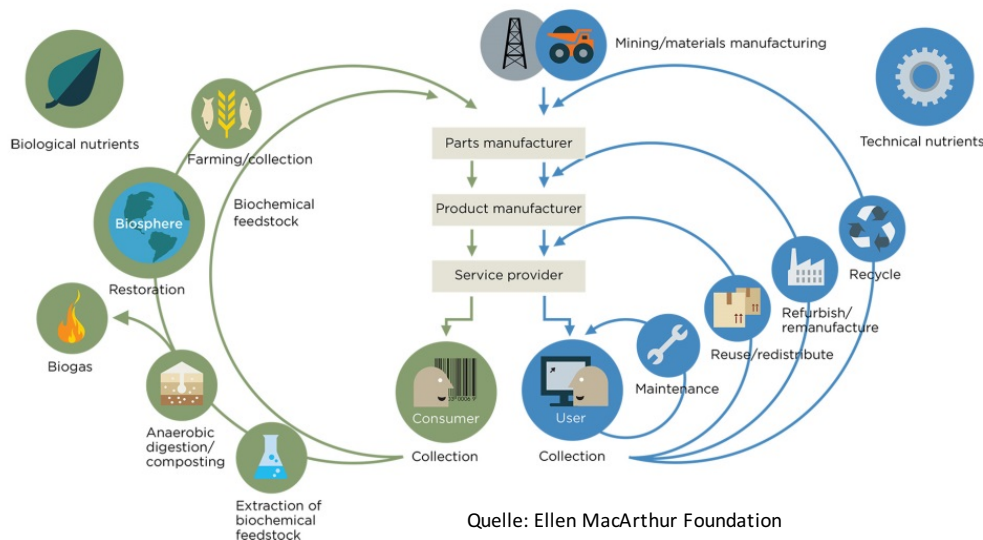 Mining/materials manufacturing
Biological nutrients
Technical nutrients
Farming/collection
Parts manufacturer
Biochemical
feedstock
Product manufacturer
Biosphere
Service provider
Recycle
Restoration
Refurbish/
remanufacture
Reuse/redistribute
Biogas
Maintenance
Consumer
User
Anaerobic
digestion/
composting
Collection
Collection
Extraction of
biochemical
feedstock
Quelle: Ellen MacArthur Foundation